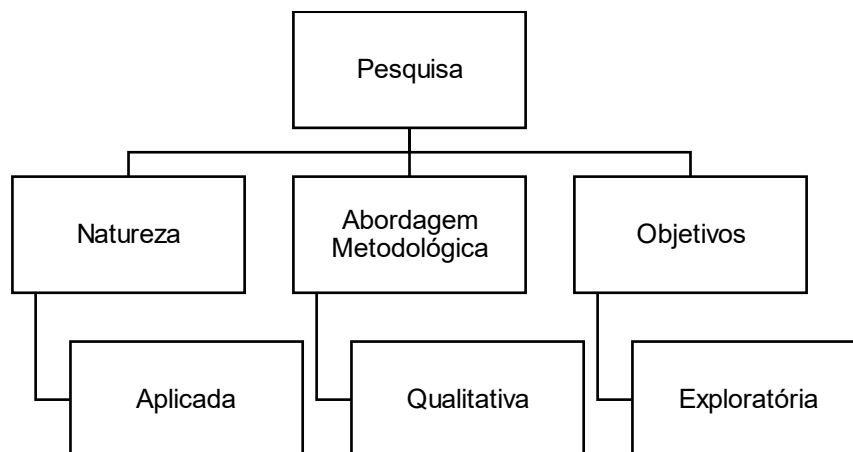 Pesquisa
Natureza
Abordagem
Metodológica
Objetivos
Aplicada
Qualitativa
Exploratória